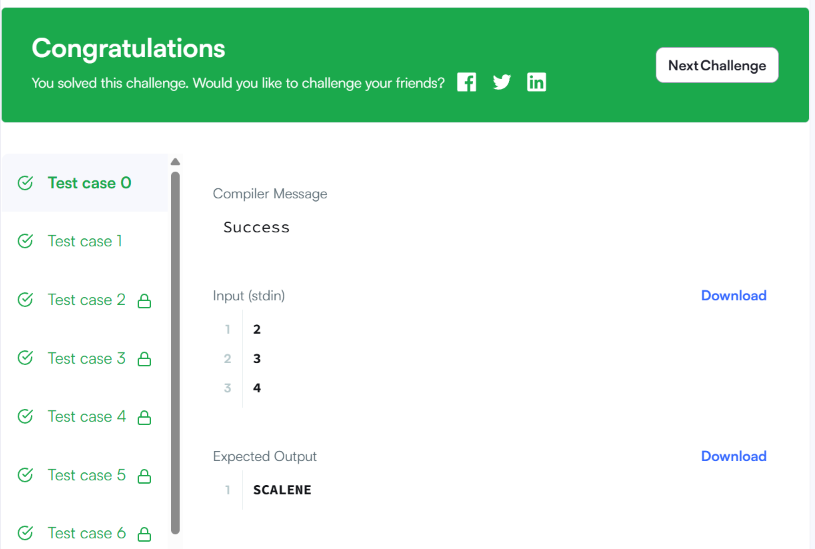 Congratulations
You solved this challenge. Would you like to challenge your friends?
Next Challenge
Test case 0
Test case 1
Test case 2
Test case 3
Test case 4
Test case 5
Test case 6
Compiler Message
Success
Input (stdin)
Download
1 2
2 3
3 4
Expected Output
Download
1 SCALENE